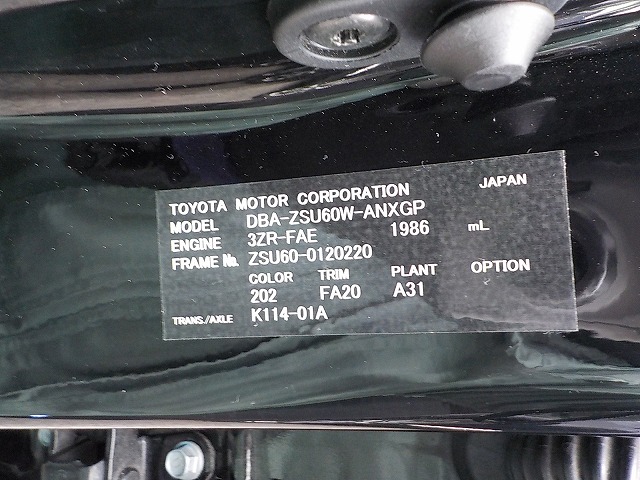 TOYOTA MOTOR CORPORATION JAPAN
MODEL DBA-ZSU60W-ANXGP
ENGINE 3ZR-FAE 1986 mL
FRAME No. ZSU60-0120220
COLOR TRIM PLANT OPTION
202 FA20 A31
TRANS./AXLE K114-01A